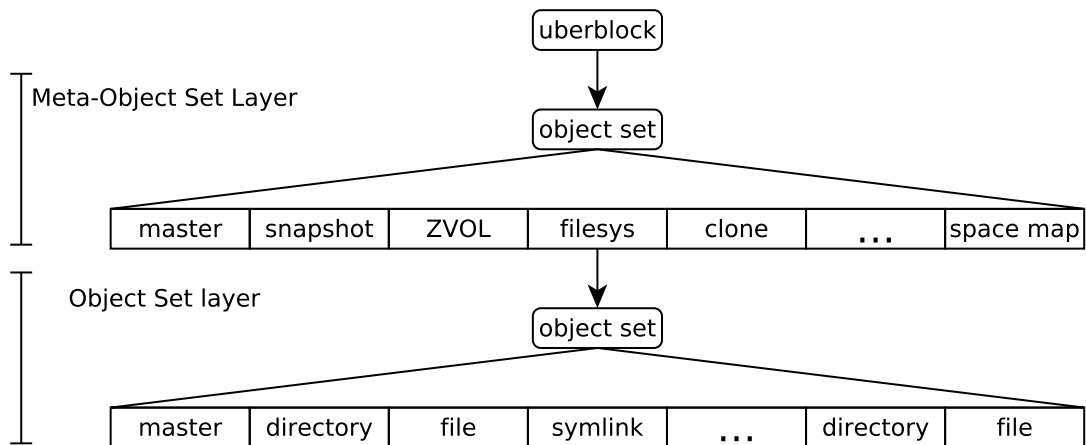 uberblock
Meta-Object Set Layer
object set
master snapshot ZVOL filesys clone ... space map
Object Set layer
object set
master directory file symlink ... directory file